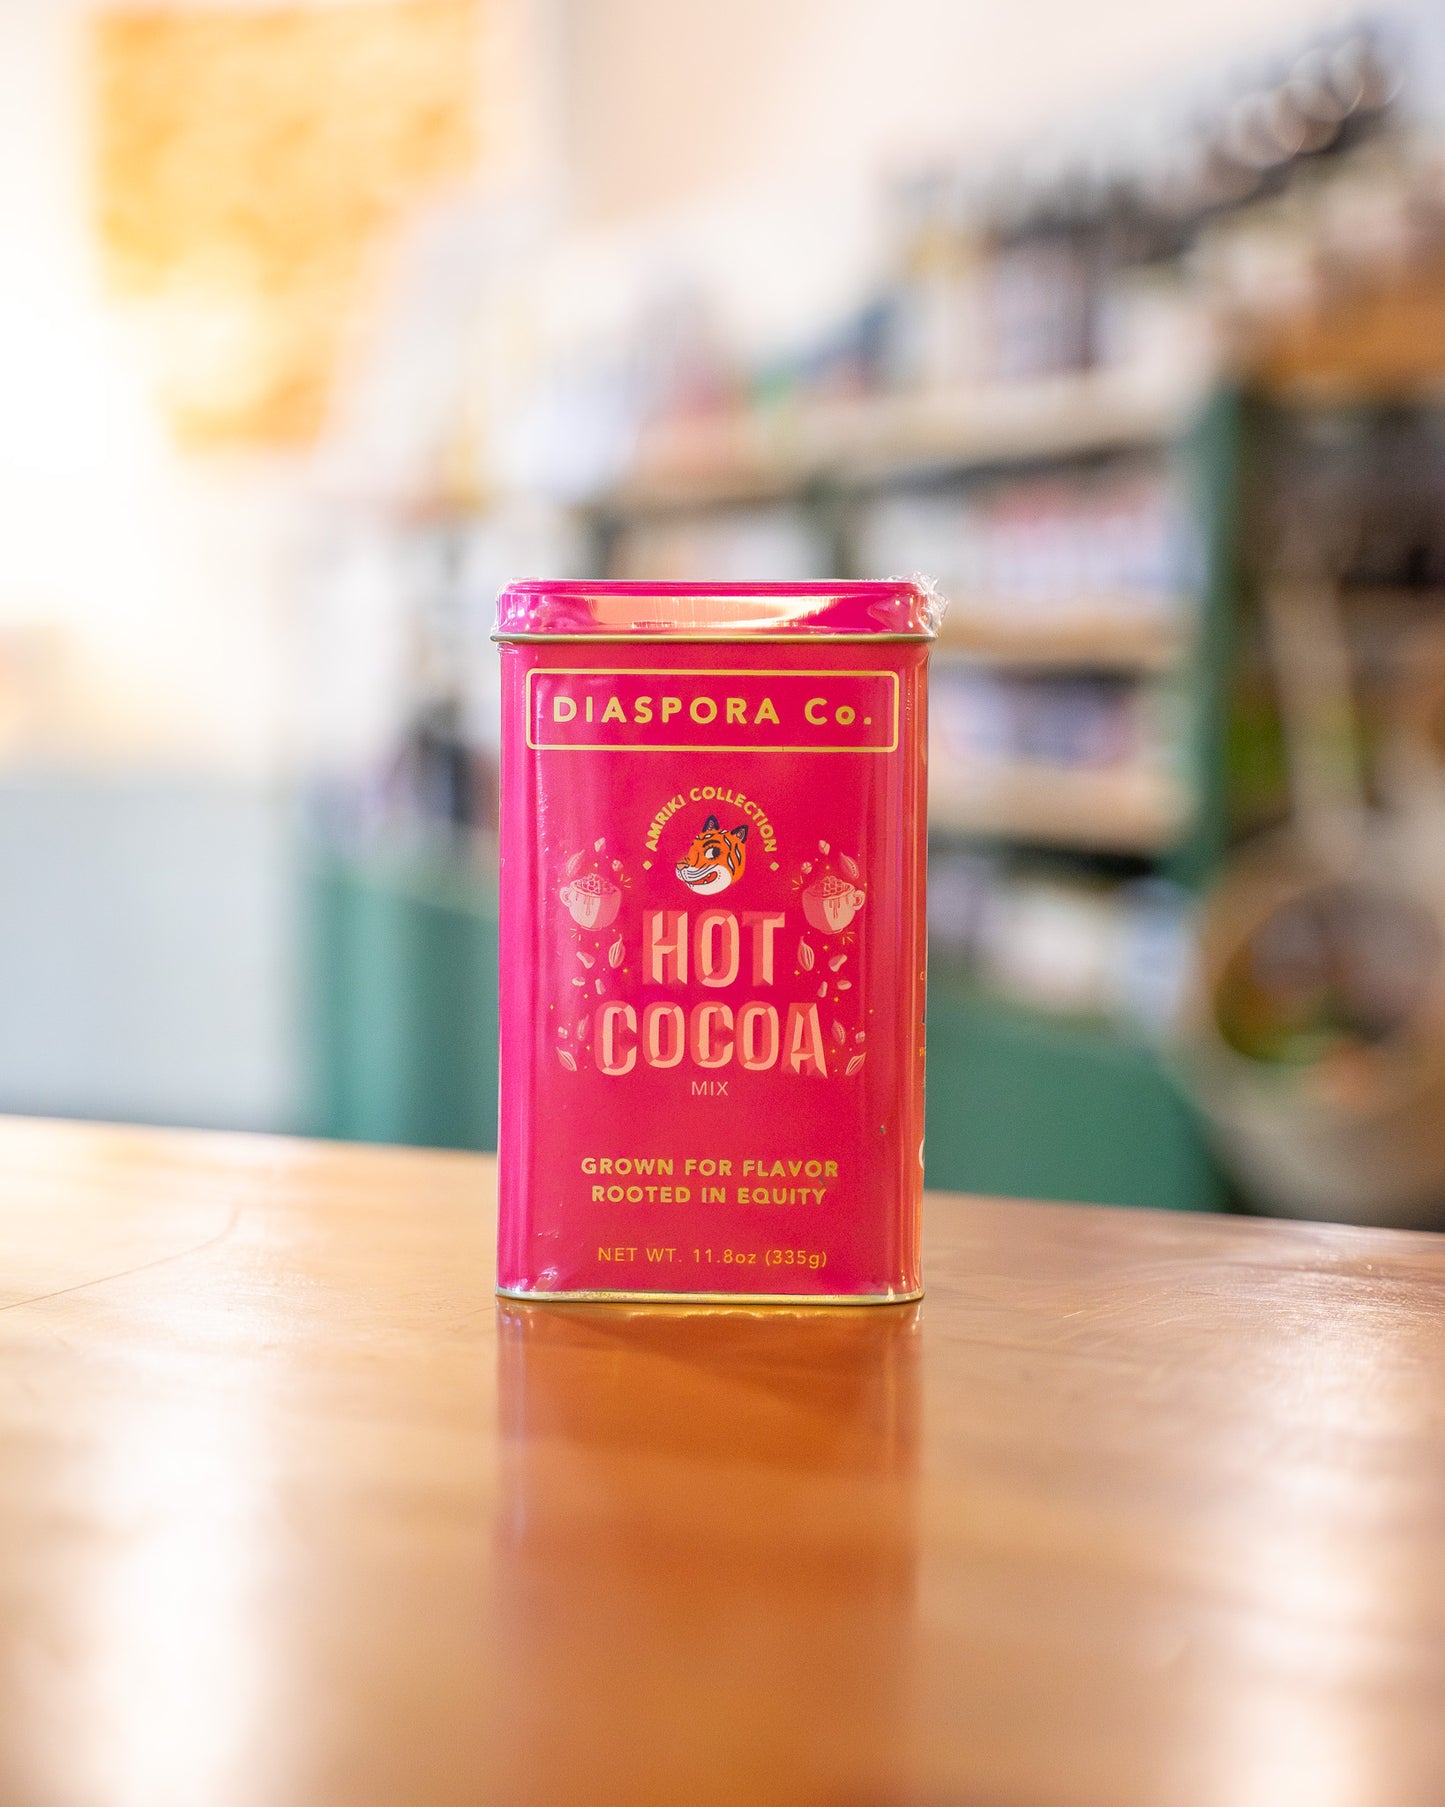 DIASPORA Co.
AMRIKI COLLECTION
HOT
COCOA
MIX
GROWN FOR FLAVOR
ROOTED IN EQUITY
NET WT. 11.8oz (335g)